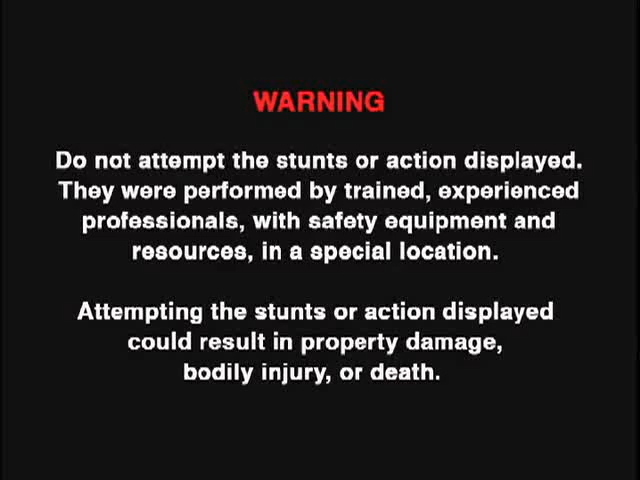 WARNING
Do not attempt the stunts or action displayed.
They were performed by trained, experienced
professionals, with safety equipment and
resources, in a special location.
Attempting the stunts or action displayed
could result in property damage,
bodily injury, or death.